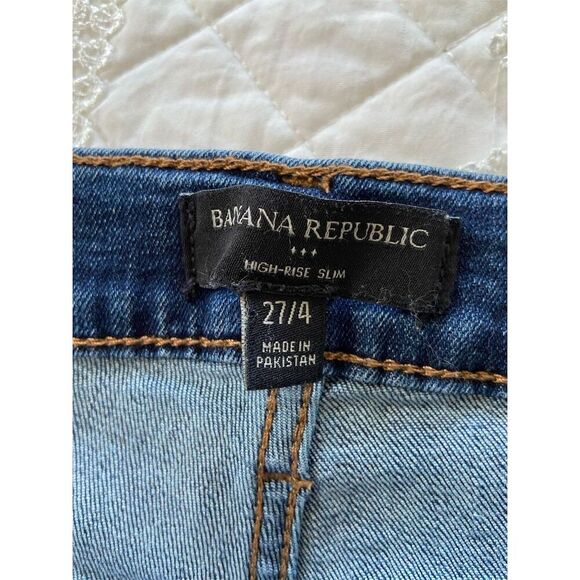 BANANA REPUBLIC
HIGH-RISE SLIM
27/4
MADE IN
PAKISTAN